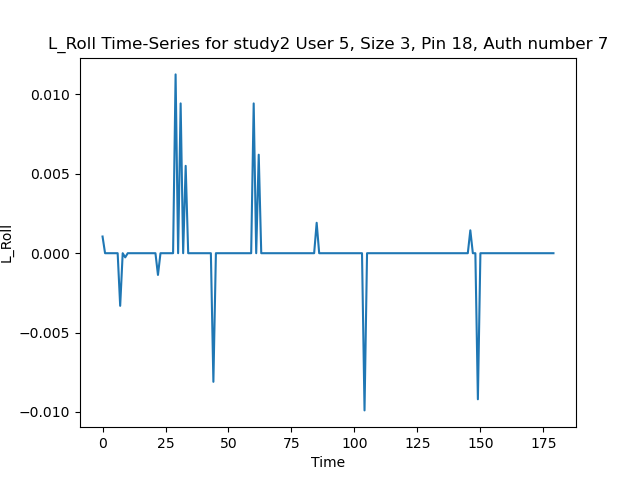 L_Roll Time-Series for study2 User 5, Size 3, Pin 18, Auth number 7
0.010
0.005
0.000
−0.005
−0.010
L_Roll
0 25 50 75 100 125 150 175
Time